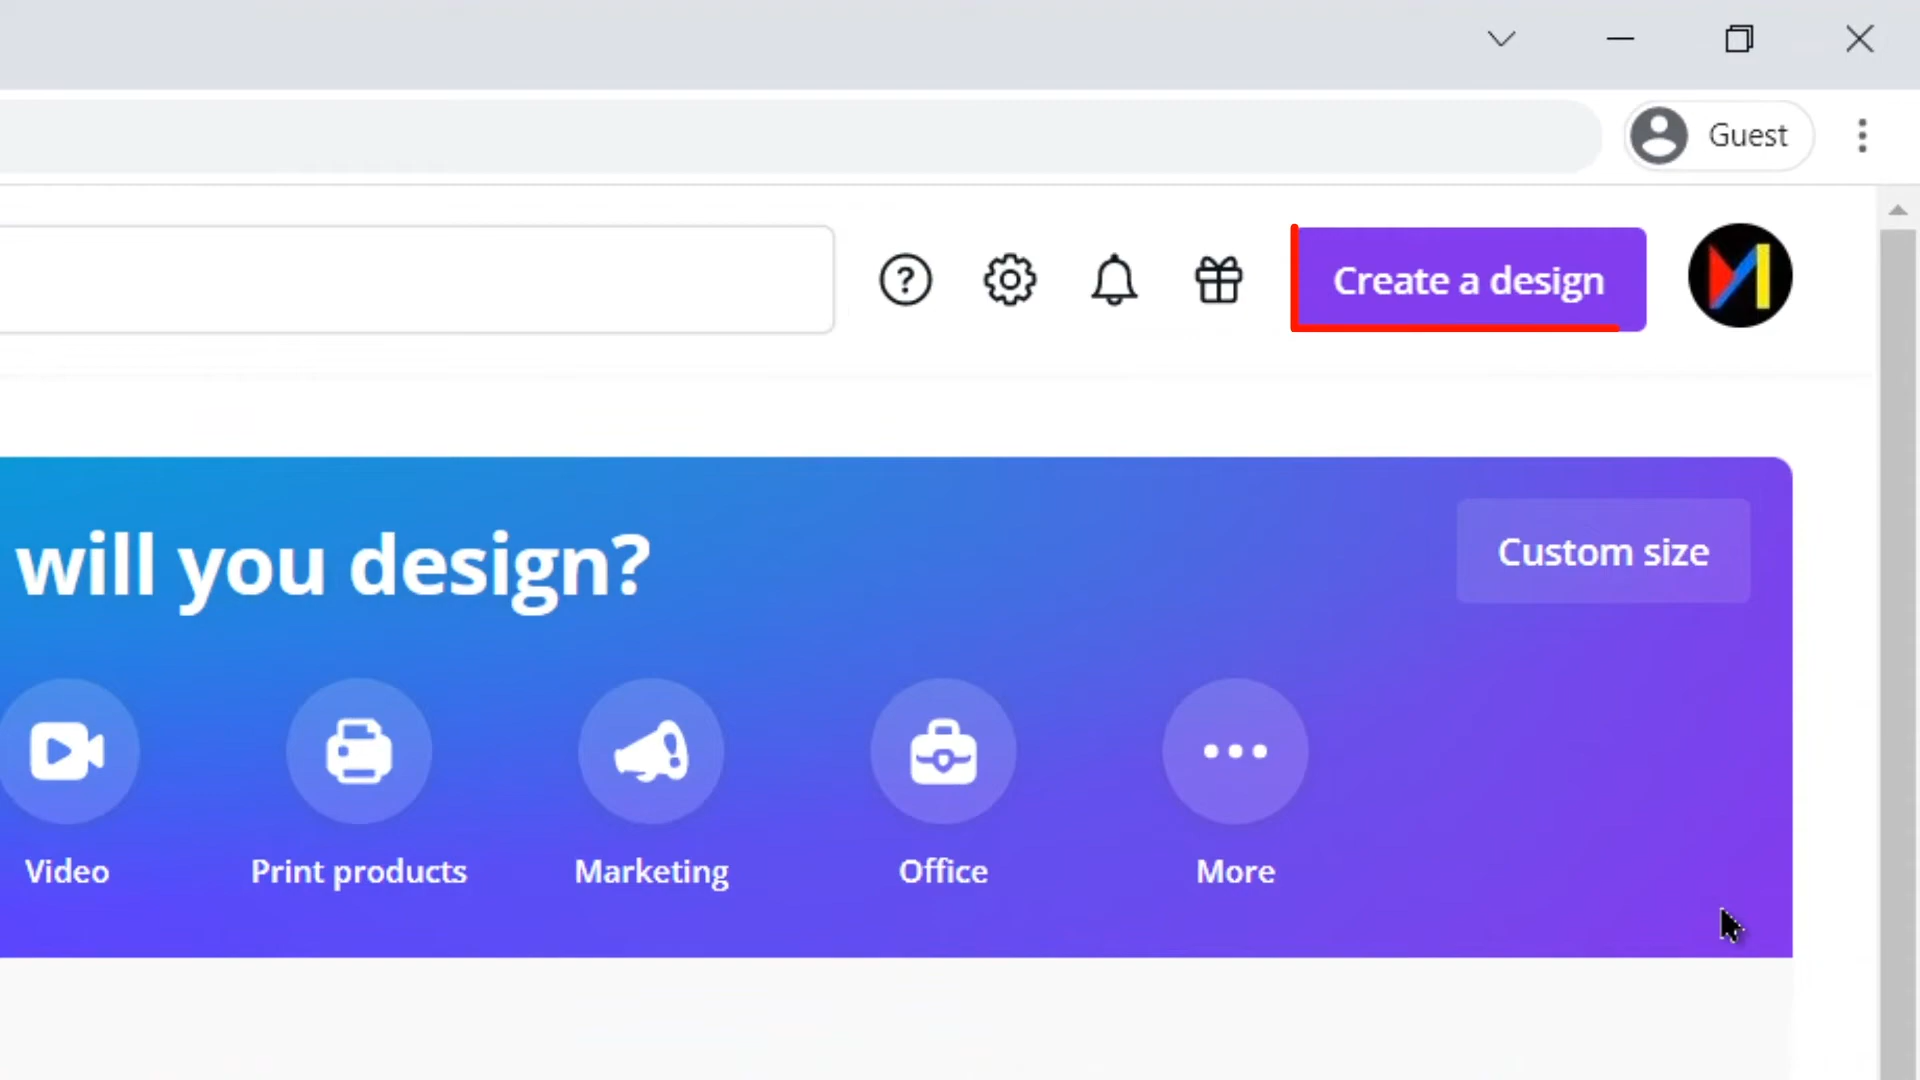 Guest
Create a design
will you design?
Custom size
Video
Print products
Marketing
Office
More